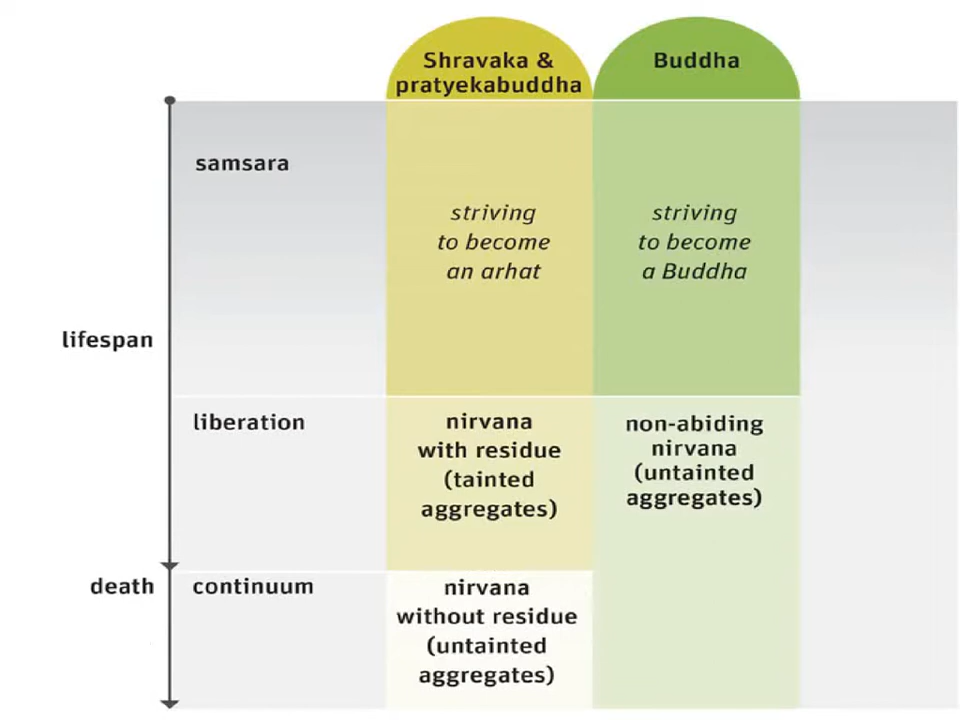 Shravaka &
pratyekabuddha
Buddha
samsara
striving
to become
an arhat
striving
to become
a Buddha
lifespan
liberation
nirvana
with residue
(tainted
aggregates)
non-abiding
nirvana
(untainted
aggregates)
death
continuum
nirvana
without residue
(untainted
aggregates)